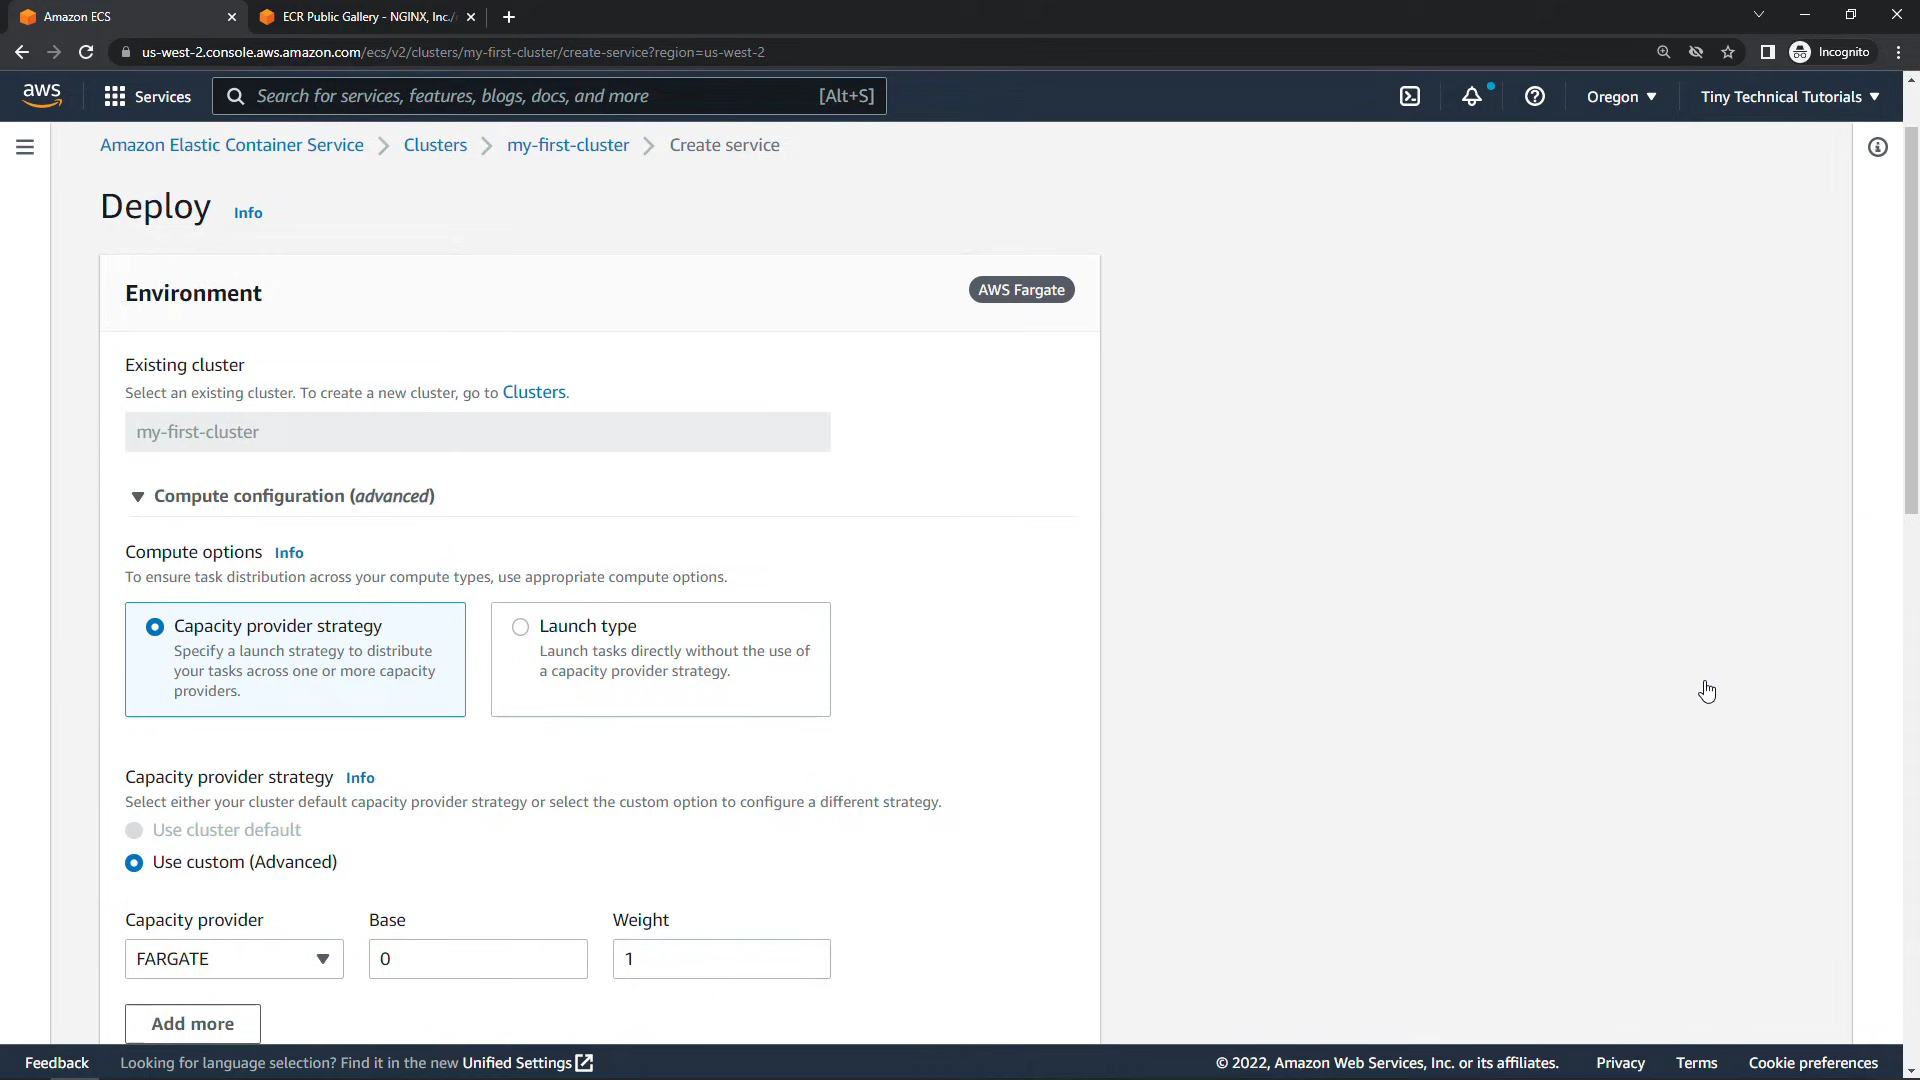 Amazon ECS
ECR Public Gallery - NGINX, Inc./
us-west-2.console.aws.amazon.com/ecs/v2/clusters/my-first-cluster/create-service?region=us-west-2
Incognito
aws
Services
Search for services, features, blogs, docs, and more
[Alt+S]
Oregon
Tiny Technical Tutorials
Amazon Elastic Container Service
Clusters
my-first-cluster
Create service
Deploy Info
Environment
AWS Fargate
Existing cluster
Select an existing cluster. To create a new cluster, go to Clusters.
my-first-cluster
Compute configuration (advanced)
Compute options Info
To ensure task distribution across your compute types, use appropriate compute options.
Capacity provider strategy
Specify a launch strategy to distribute
your tasks across one or more capacity
providers.
Launch type
Launch tasks directly without the use of
a capacity provider strategy.
Capacity provider strategy Info
Select either your cluster default capacity provider strategy or select the custom option to configure a different strategy.
Use cluster default
Use custom (Advanced)
Capacity provider
Base
Weight
FARGATE
0
1
Add more
Feedback
Looking for language selection? Find it in the new Unified Settings
© 2022, Amazon Web Services, Inc. or its affiliates.
Privacy
Terms
Cookie preferences